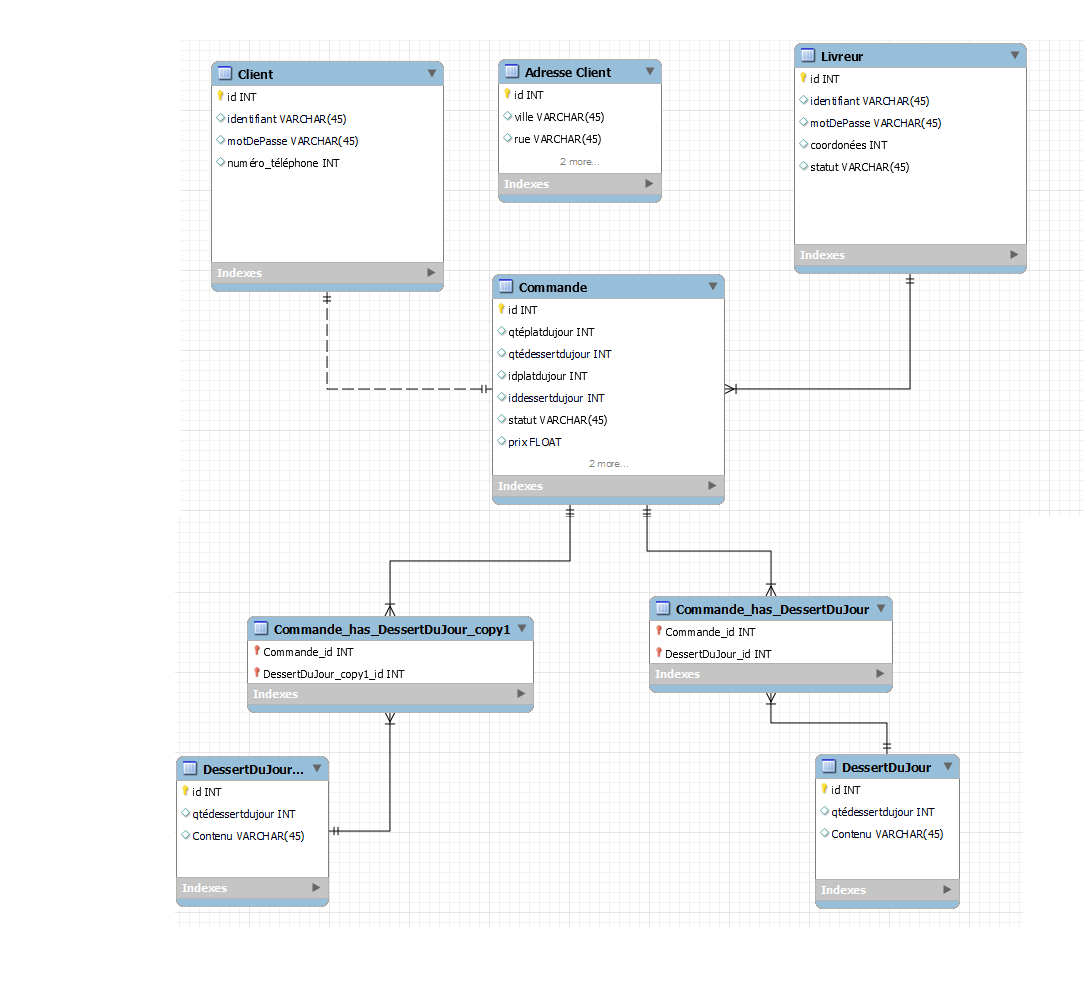 Client
id INT
identifiant VARCHAR(45)
motDePasse VARCHAR(45)
numéro_téléphone INT
Indexes
Adresse Client
id INT
ville VARCHAR(45)
rue VARCHAR(45)
2 more...
Indexes
Livreur
id INT
identifiant VARCHAR(45)
motDePasse VARCHAR(45)
coordonées INT
statut VARCHAR(45)
Indexes
Commande
id INT
qtéplatdujour INT
qtédessertdujour INT
idplatdujour INT
iddessertdujour INT
statut VARCHAR(45)
prix FLOAT
2 more...
Indexes
Commande_has_DessertDuJour_copy1
Commande_id INT
DessertDuJour_copy1_id INT
Indexes
Commande_has_DessertDuJour
Commande_id INT
DessertDuJour_id INT
Indexes
DessertDuJour...
id INT
qtédessertdujour INT
Contenu VARCHAR(45)
Indexes
DessertDuJour
id INT
qtédessertdujour INT
Contenu VARCHAR(45)
Indexes